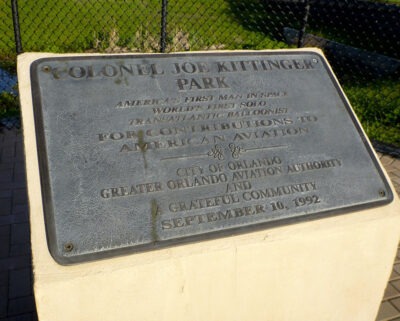 COLONEL JOE KITTINGER
PARK
AMERICA'S FIRST MAN IN SPACE
WORLD'S FIRST SOLO
TRANSATLANTIC BALLOONIST
FOR CONTRIBUTIONS TO
AMERICAN AVIATION
CITY OF ORLANDO
GREATER ORLANDO AVIATION AUTHORITY
AND
A GRATEFUL COMMUNITY
SEPTEMBER 10, 1992